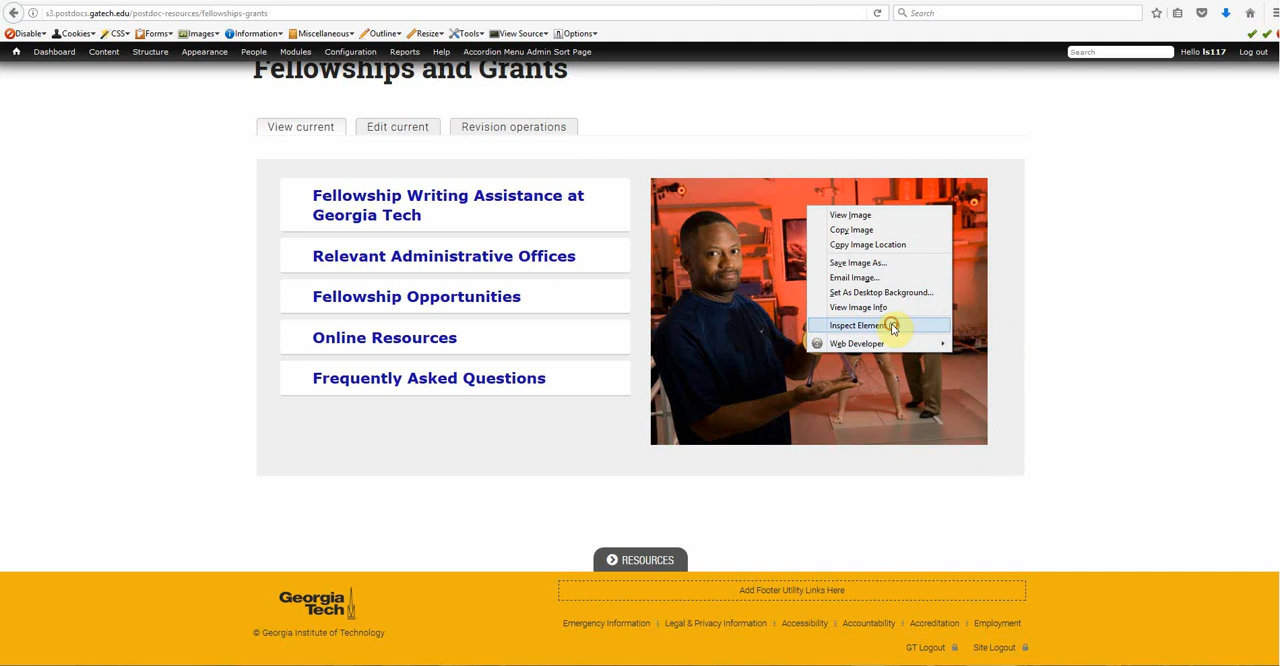 s3.postdocs.gatech.edu/postdoc-resources/fellowships-grants
Search
Disable▾ Cookies▾ CSS▾ Forms▾ Images▾ Information▾ Miscellaneous▾ Outline▾ Resize▾ Tools▾ View Source▾ Options▾
Dashboard Content Structure Appearance People Modules Configuration Reports Help Accordion Menu Admin Sort Page Search Hello ls117 Log out
Fellowships and Grants
View current Edit current Revision operations
Fellowship Writing Assistance at
Georgia Tech
Relevant Administrative Offices
Fellowship Opportunities
Online Resources
Frequently Asked Questions
View Image
Copy Image
Copy Image Location
Save Image As...
Email Image...
Set As Desktop Background...
View Image Info
Inspect Element
Web Developer
RESOURCES
Georgia
Tech
© Georgia Institute of Technology
Add Footer Utility Links Here
Emergency Information | Legal & Privacy Information | Accessibility | Accountability | Accreditation | Employment
GT Logout Site Logout